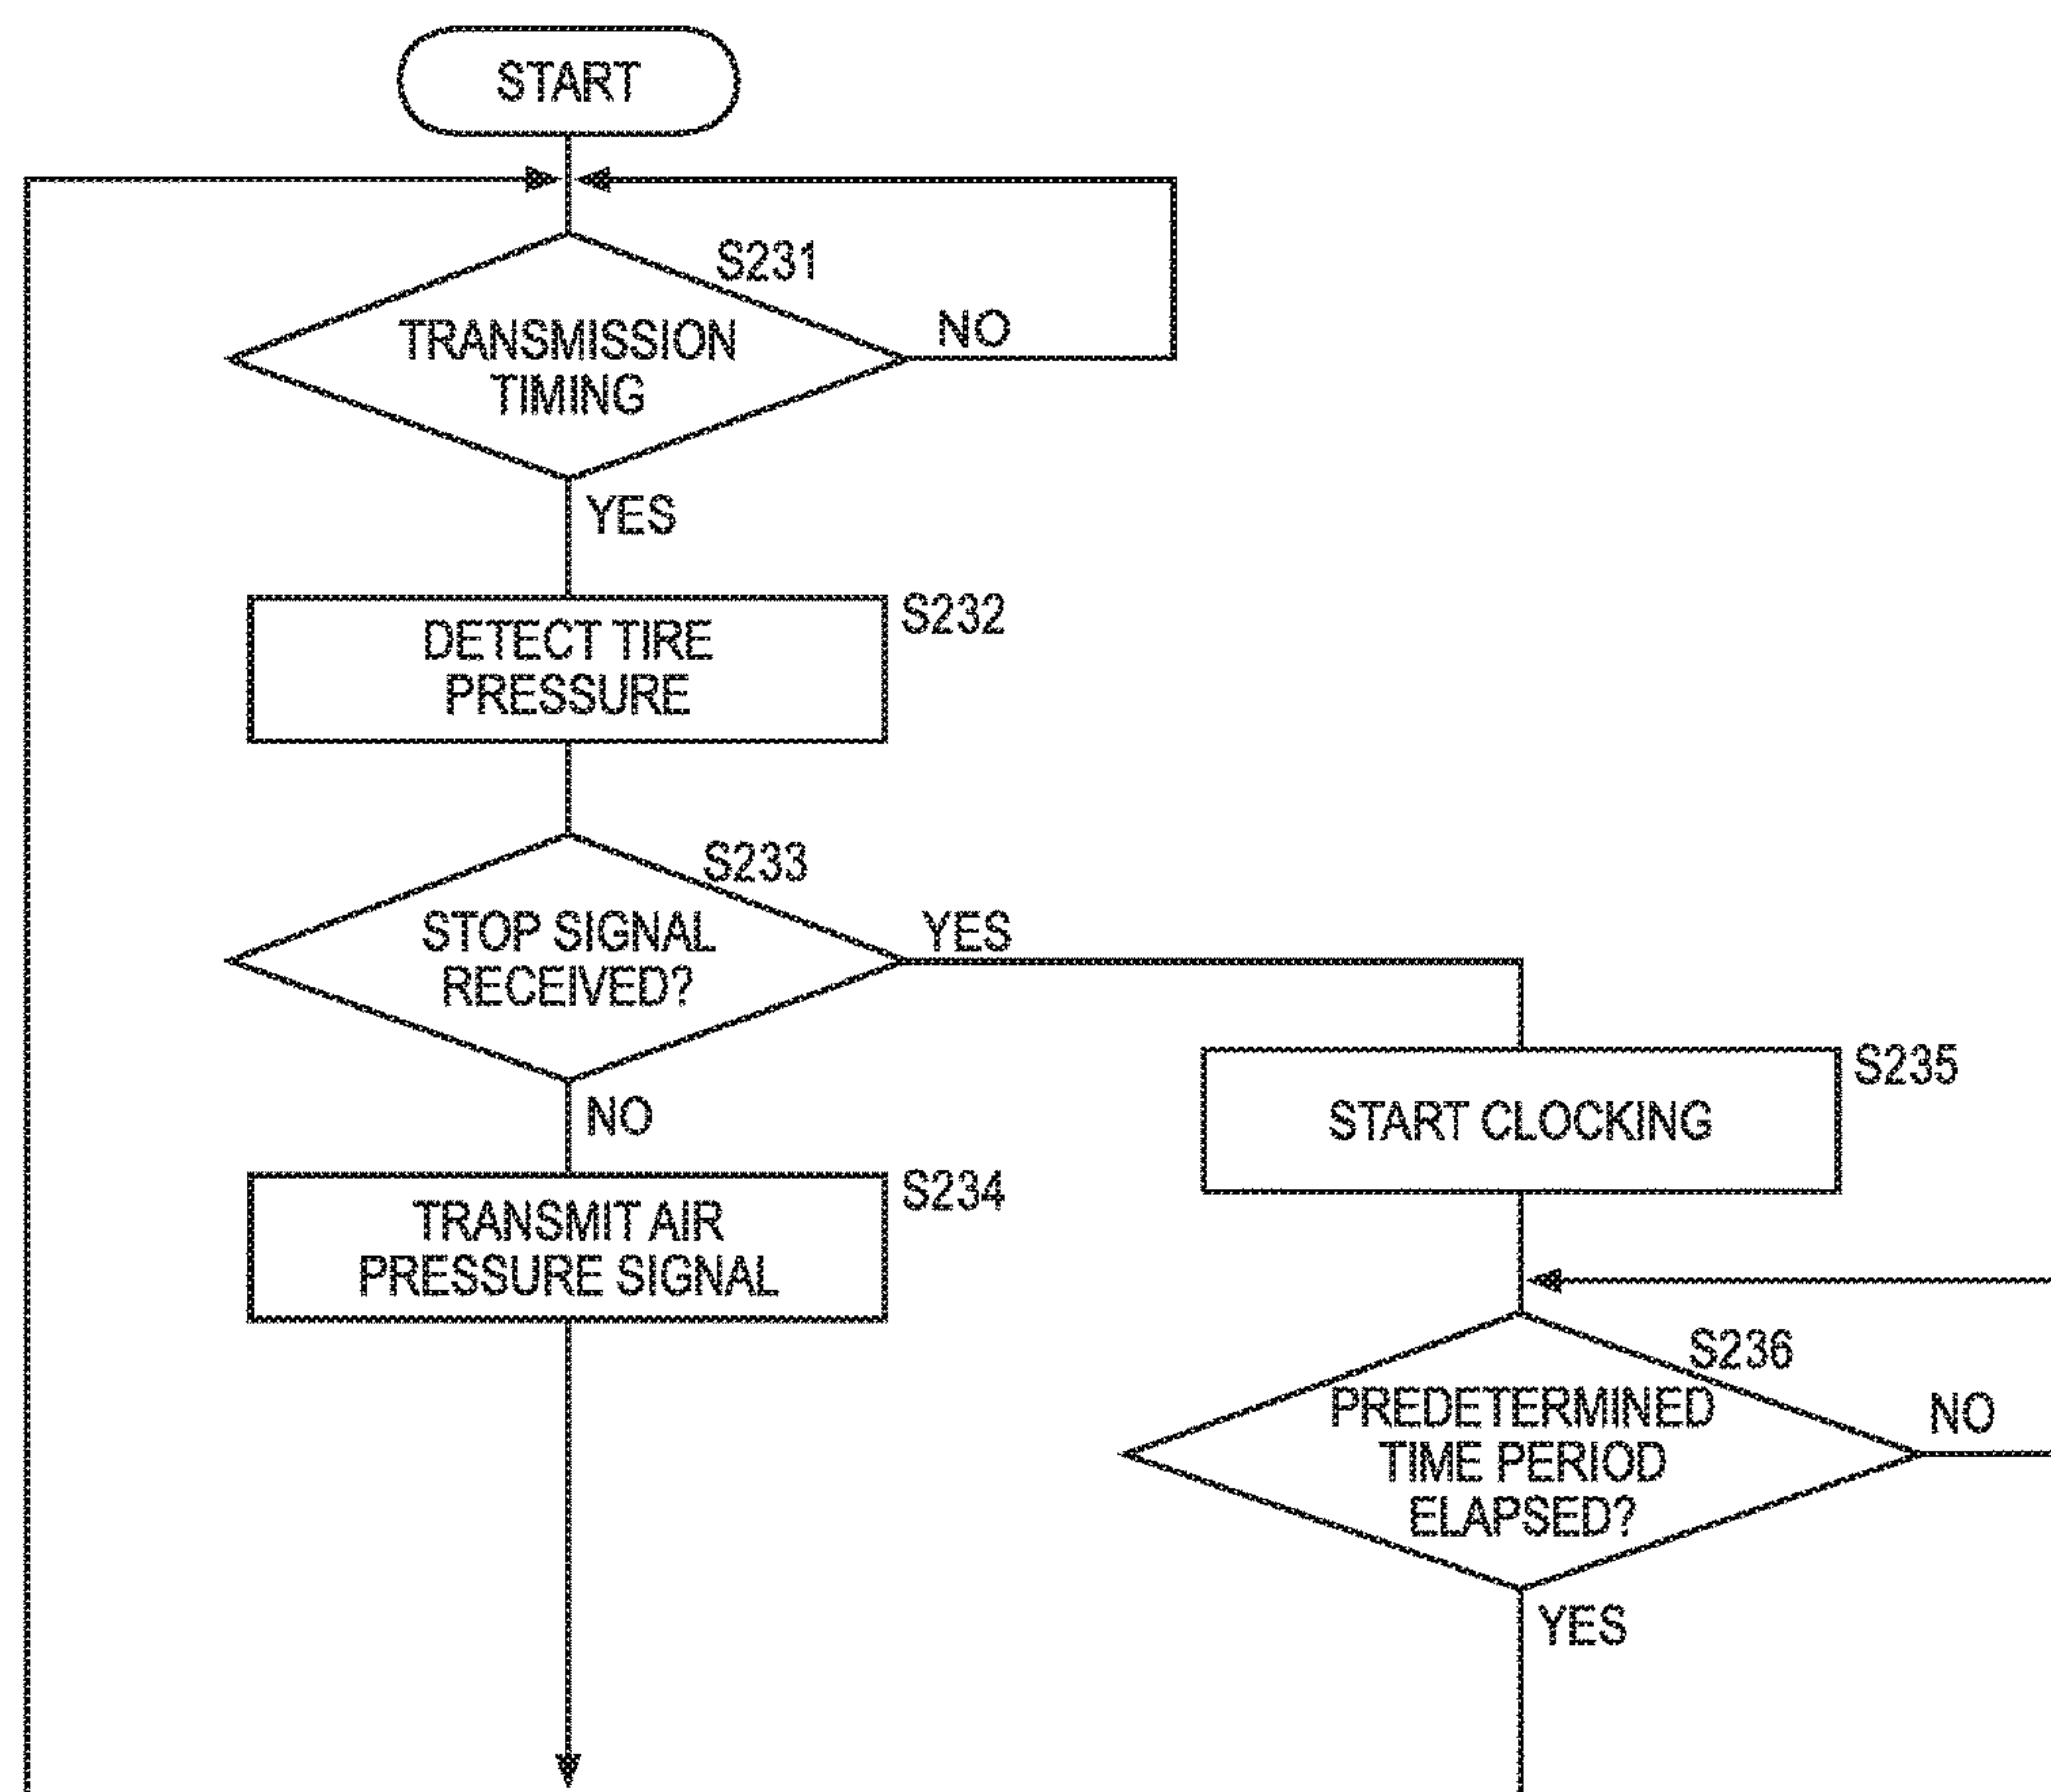 START
S231
TRANSMISSION
TIMING
NO
YES
S232
DETECT TIRE
PRESSURE
S233
STOP SIGNAL
RECEIVED?
YES
NO
S235
START CLOCKING
S234
TRANSMIT AIR
PRESSURE SIGNAL
S236
PREDETERMINED
TIME PERIOD
ELAPSED?
NO
YES